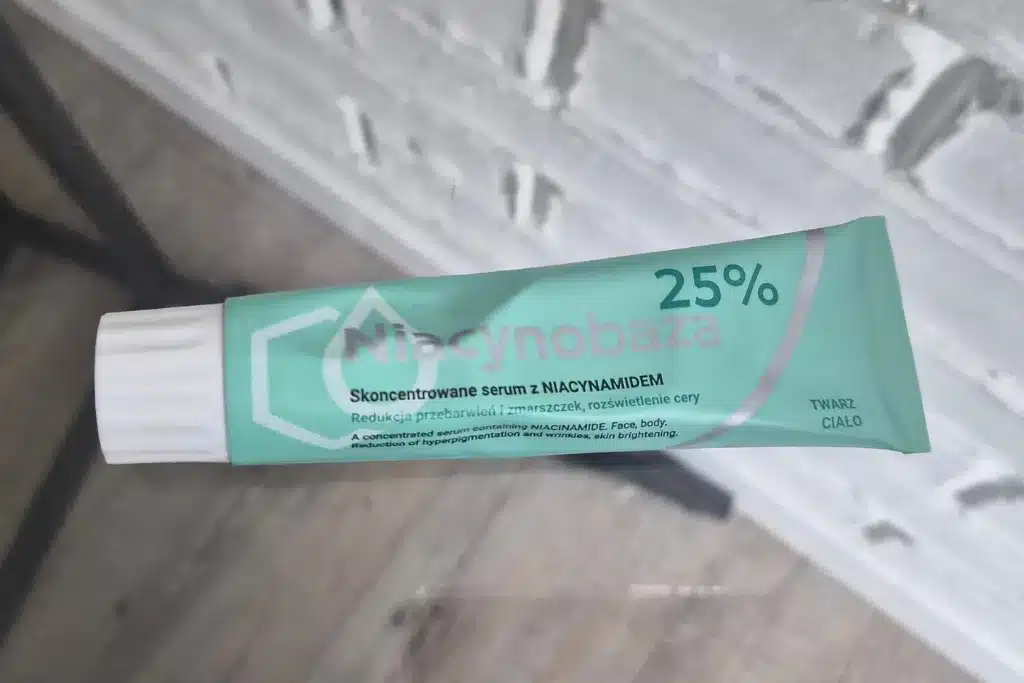 25%
Niacynobaza
Skoncentrowane serum z NIACYNAMIDEM
Redukcja przebarwień i zmarszczek, rozświetlenie cery
A concentrated serum containing NIACINAMIDE. Face, body.
Reduction of hyperpigmentation and wrinkles, skin brightening.
TWARZ
CIAŁO